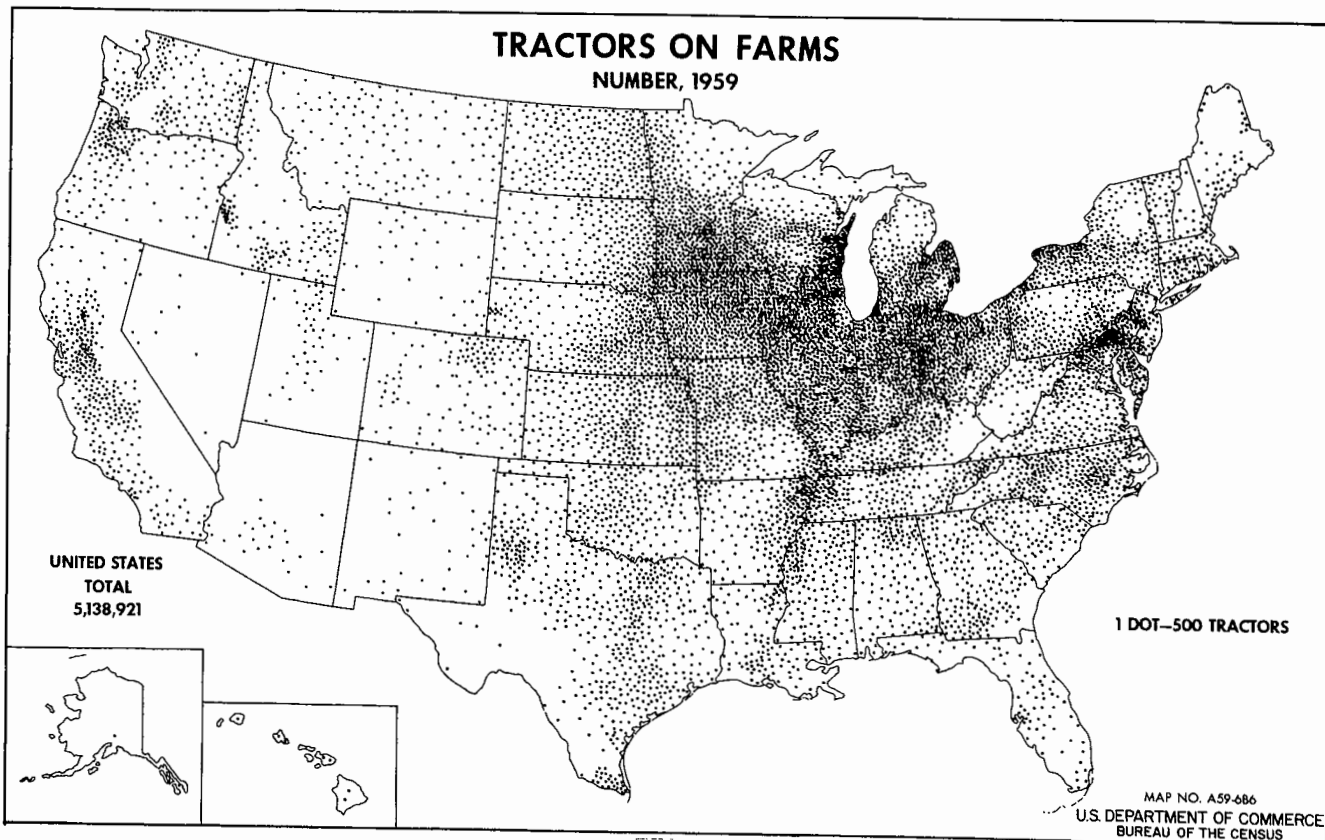 TRACTORS ON FARMS
NUMBER, 1959
UNITED STATES
TOTAL
5,138,921
1 DOT—500 TRACTORS
MAP NO. A59-686
U.S. DEPARTMENT OF COMMERCE
BUREAU OF THE CENSUS